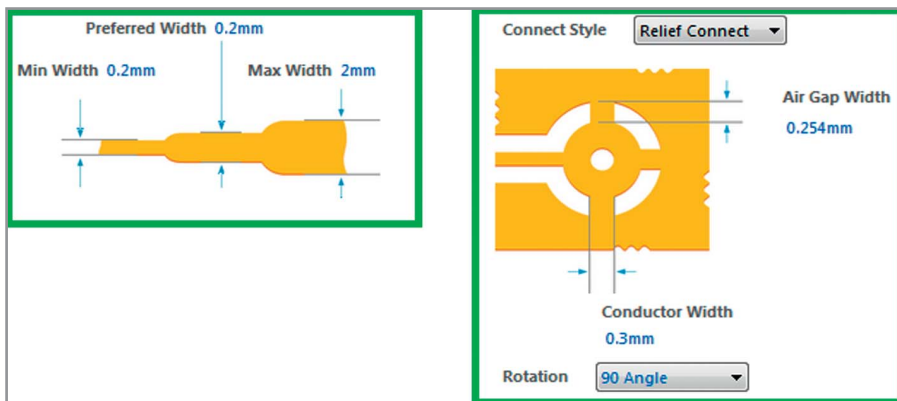 Preferred Width 0.2mm
Min Width 0.2mm
Max Width 2mm
Connect Style Relief Connect
Air Gap Width
0.254mm
Conductor Width
0.3mm
Rotation 90 Angle